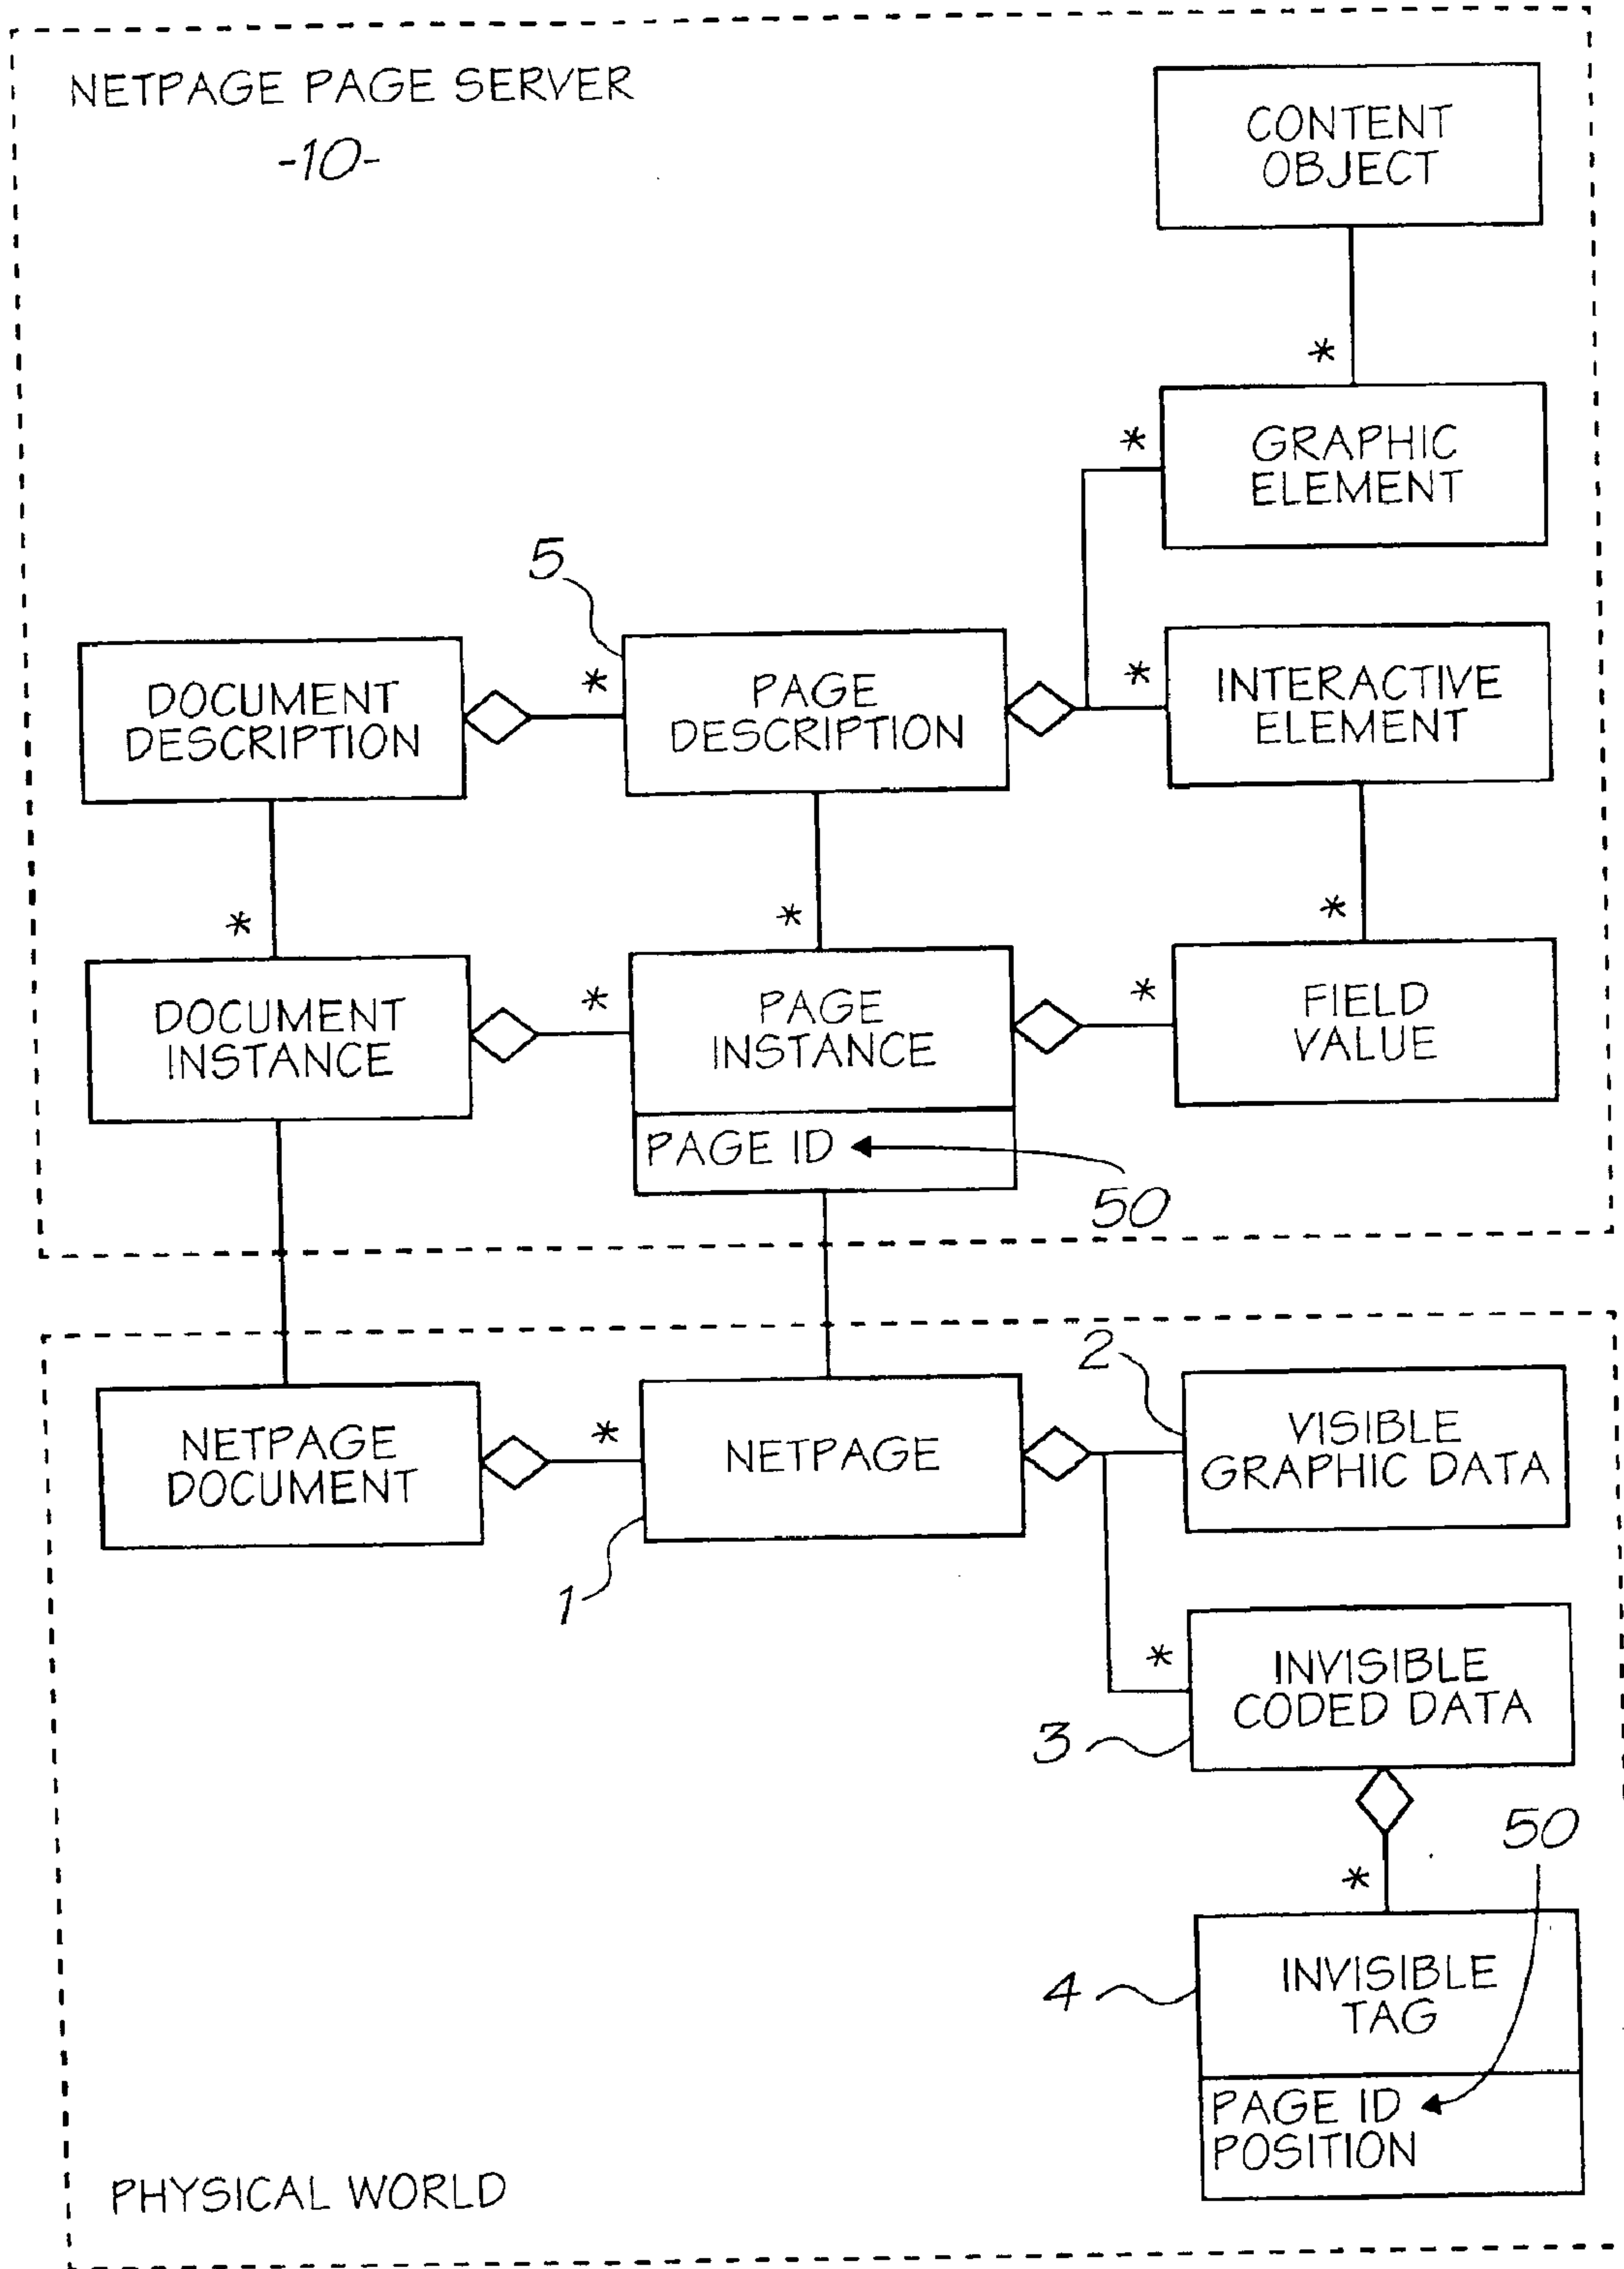 NETPAGE PAGE SERVER
-10-
CONTENT
OBJECT
*
*
GRAPHIC
ELEMENT
5
DOCUMENT
DESCRIPTION
*
PAGE
DESCRIPTION
*
INTERACTIVE
ELEMENT
*
*
*
DOCUMENT
INSTANCE
*
PAGE
INSTANCE
PAGE ID
50
*
FIELD
VALUE
NETPAGE
DOCUMENT
*
NETPAGE
1
2
VISIBLE
GRAPHIC DATA
*
INVISIBLE
CODED DATA
3
50
*
4
INVISIBLE
TAG
PAGE ID
POSITION
PHYSICAL WORLD